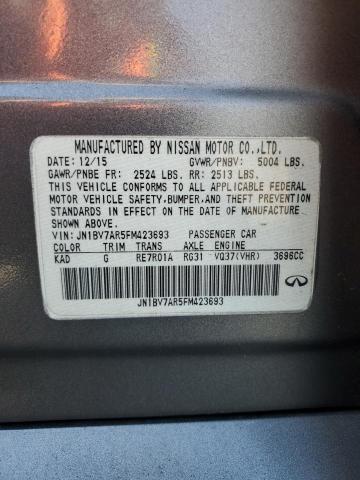 MANUFACTURED BY NISSAN MOTOR CO.,LTD.
12/15 GVWR/PNBV: 5004 LBS.
GAWR/PNBE FR: 2524 LBS. RR: 2513 LBS.
THIS VEHICLE CONFORMS TO ALL APPLICABLE FEDERAL
MOTOR VEHICLE SAFETY,BUMPER,AND THEFT PREVENTION
STANDARDS IN EFFECT ON THE DATE OF MANUFACTURE
SHOWN ABOVE.
VIN:JN1BV7AR5FM423693 PASSENGER CAR
COLOR TRIM TRANS AXLE ENGINE
KAD G RE7R01A RG31 VQ37(VHR) 3696CC
JN1BV7AR5FM423693